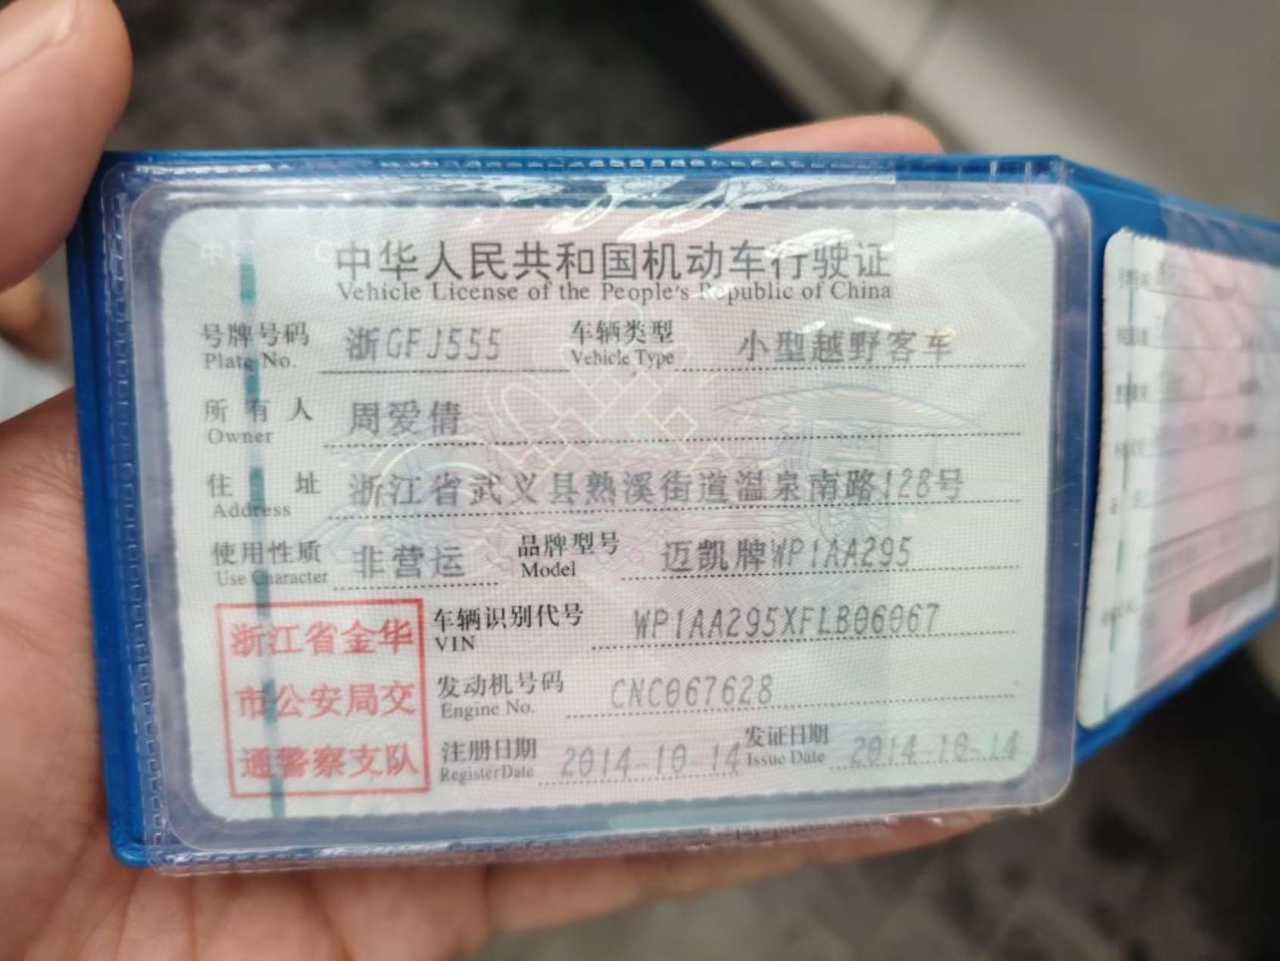 中华人民共和国机动车行驶证
Vehicle License of the People's Republic of China
号牌号码 浙GFJ555 车辆类型 小型越野客车
Plate No. Vehicle Type
所有人 周爱倩
Owner
住址 浙江省武义县熟溪街道温泉南路128号
Address
使用性质 非营运 品牌型号 迈凯牌WP1AA295
Use Character Model
浙江省金华
市公安局交
通警察支队
车辆识别代号 WP1AA295XFLB06067
VIN
发动机号码 CNC067628
Engine No.
注册日期 2014-10-14 发证日期 2014-10-14
Register Date Issue Date